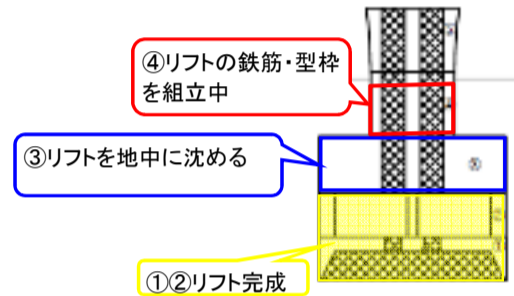 ④リフトの鉄筋・型枠
を組立中
③リフトを地中に沈める
①②リフト完成